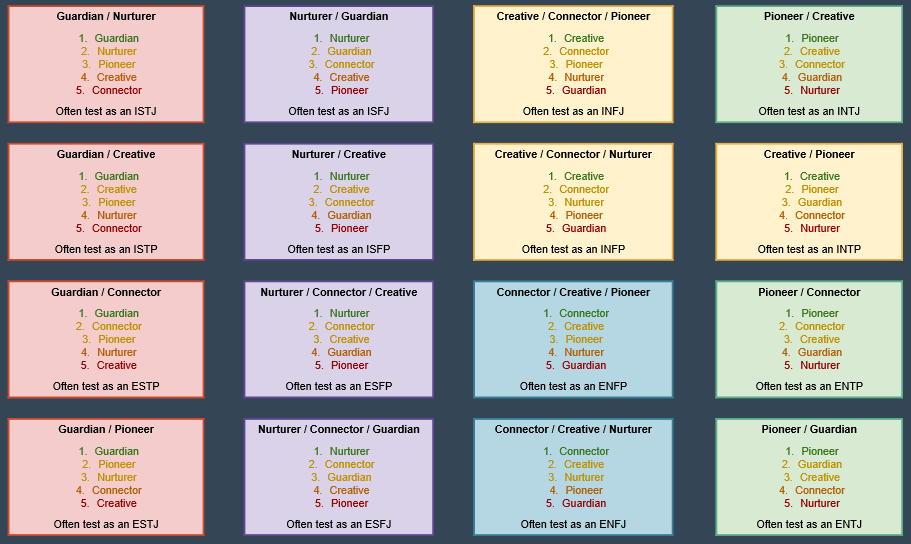 Guardian / Nurturer
1. Guardian
2. Nurturer
3. Pioneer
4. Creative
5. Connector
Often test as an ISTJ
Nurturer / Guardian
1. Nurturer
2. Guardian
3. Connector
4. Creative
5. Pioneer
Often test as an ISFJ
Creative / Connector / Pioneer
1. Creative
2. Connector
3. Pioneer
4. Nurturer
5. Guardian
Often test as an INFJ
Pioneer / Creative
1. Pioneer
2. Creative
3. Connector
4. Guardian
5. Nurturer
Often test as an INTJ
Guardian / Creative
1. Guardian
2. Creative
3. Pioneer
4. Nurturer
5. Connector
Often test as an ISTP
Nurturer / Creative
1. Nurturer
2. Creative
3. Connector
4. Guardian
5. Pioneer
Often test as an ISFP
Creative / Connector / Nurturer
1. Creative
2. Connector
3. Nurturer
4. Pioneer
5. Guardian
Often test as an INFP
Creative / Pioneer
1. Creative
2. Pioneer
3. Guardian
4. Connector
5. Nurturer
Often test as an INTP
Guardian / Connector
1. Guardian
2. Connector
3. Pioneer
4. Nurturer
5. Creative
Often test as an ESTP
Nurturer / Connector / Creative
1. Nurturer
2. Connector
3. Creative
4. Guardian
5. Pioneer
Often test as an ESFP
Connector / Creative / Pioneer
1. Connector
2. Creative
3. Pioneer
4. Nurturer
5. Guardian
Often test as an ENFP
Pioneer / Connector
1. Pioneer
2. Connector
3. Creative
4. Guardian
5. Nurturer
Often test as an ENTP
Guardian / Pioneer
1. Guardian
2. Pioneer
3. Nurturer
4. Connector
5. Creative
Often test as an ESTJ
Nurturer / Connector / Guardian
1. Nurturer
2. Connector
3. Guardian
4. Creative
5. Pioneer
Often test as an ESFJ
Connector / Creative / Nurturer
1. Connector
2. Creative
3. Nurturer
4. Pioneer
5. Guardian
Often test as an ENFJ
Pioneer / Guardian
1. Pioneer
2. Guardian
3. Creative
4. Connector
5. Nurturer
Often test as an ENTJ